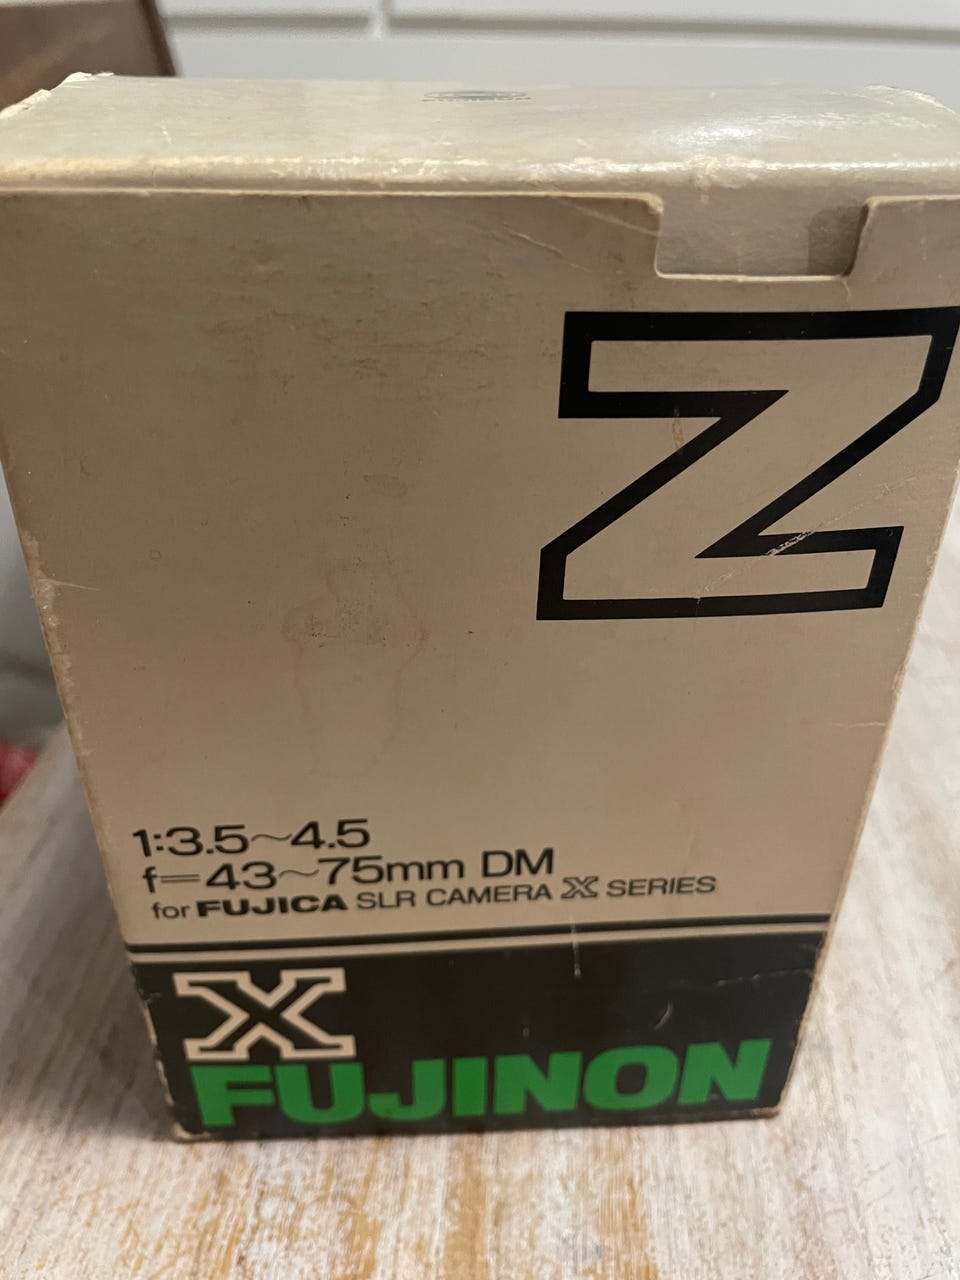 Z
1:3.5~4.5
f=43~75mm DM
for FUJICA SLR CAMERA X SERIES
X
FUJINON